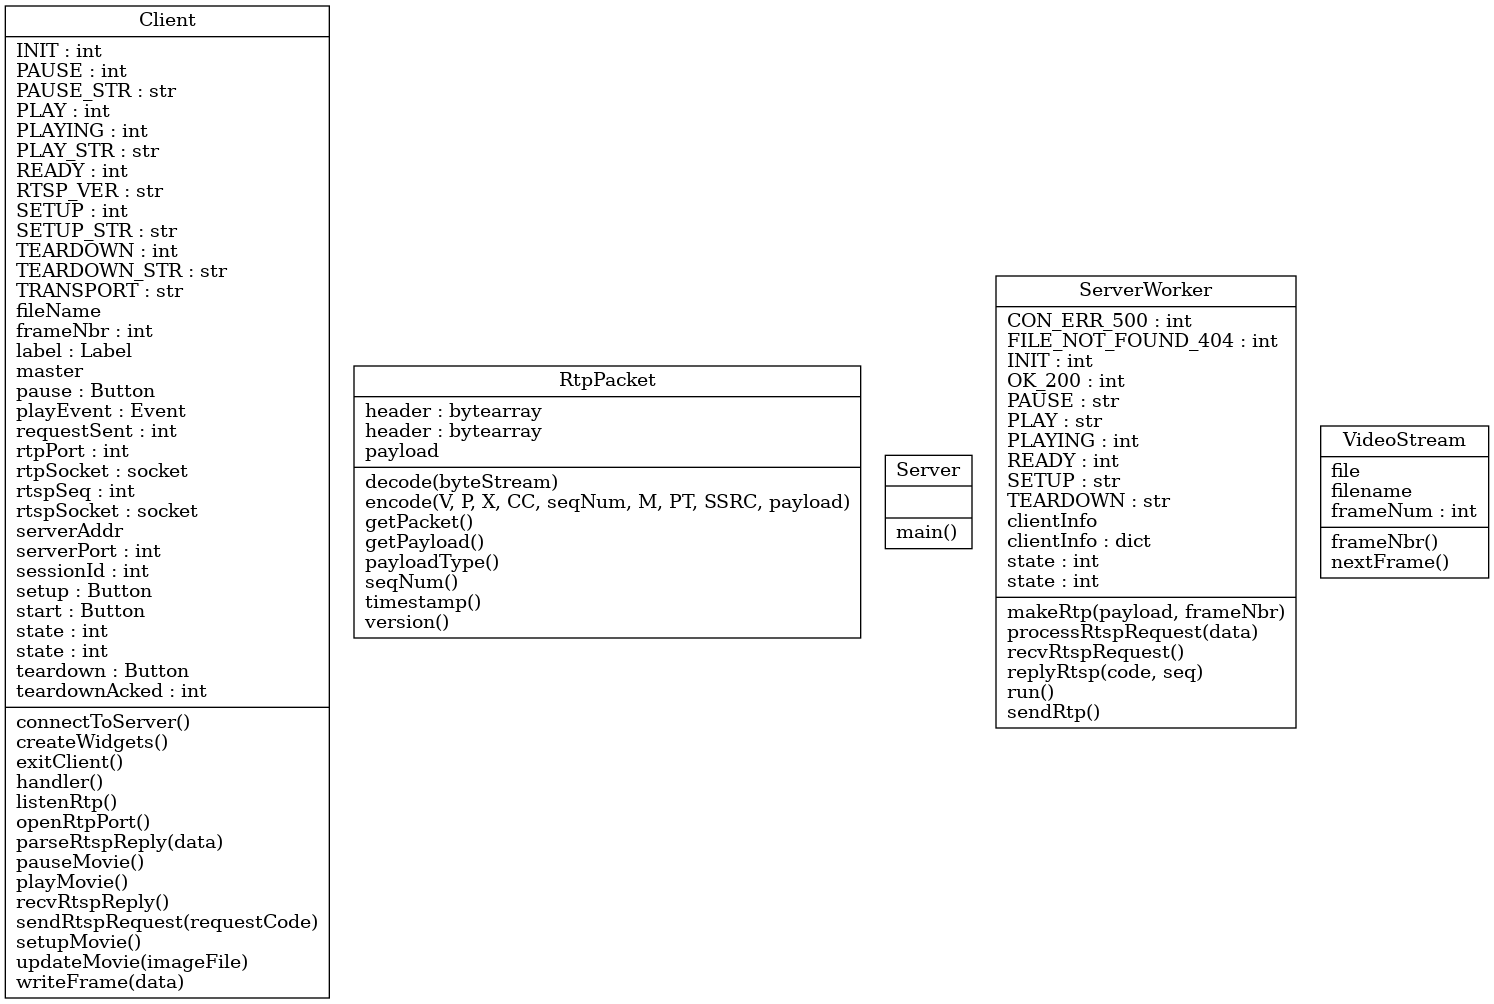 Client
INIT : int
PAUSE : int
PAUSE_STR : str
PLAY : int
PLAYING : int
PLAY_STR : str
READY : int
RTSP_VER : str
SETUP : int
SETUP_STR : str
TEARDOWN : int
TEARDOWN_STR : str
TRANSPORT : str
fileName
frameNbr : int
label : Label
master
pause : Button
playEvent : Event
requestSent : int
rtpPort : int
rtpSocket : socket
rtspSeq : int
rtspSocket : socket
serverAddr
serverPort : int
sessionId : int
setup : Button
start : Button
state : int
state : int
teardown : Button
teardownAcked : int
connectToServer()
createWidgets()
exitClient()
handler()
listenRtp()
openRtpPort()
parseRtspReply(data)
pauseMovie()
playMovie()
recvRtspReply()
sendRtspRequest(requestCode)
setupMovie()
updateMovie(imageFile)
writeFrame(data)
RtpPacket
header : bytearray
header : bytearray
payload
decode(byteStream)
encode(V, P, X, CC, seqNum, M, PT, SSRC, payload)
getPacket()
getPayload()
payloadType()
seqNum()
timestamp()
version()
Server
main()
ServerWorker
CON_ERR_500 : int
FILE_NOT_FOUND_404 : int
INIT : int
OK_200 : int
PAUSE : str
PLAY : str
PLAYING : int
READY : int
SETUP : str
TEARDOWN : str
clientInfo
clientInfo : dict
state : int
state : int
makeRtp(payload, frameNbr)
processRtspRequest(data)
recvRtspRequest()
replyRtsp(code, seq)
run()
sendRtp()
VideoStream
file
filename
frameNum : int
frameNbr()
nextFrame()